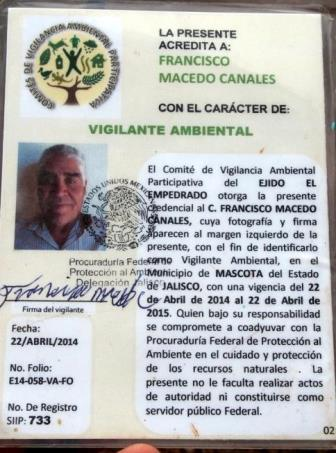 COMITÉ DE VIGILANCIA AMBIENTAL PARTICIPATIVA
LA PRESENTE
ACREDITA A:
FRANCISCO
MACEDO CANALES
CON EL CARÁCTER DE:
VIGILANTE AMBIENTAL
ESTADOS UNIDOS MEXICANOS
Procuraduría Federal
Protección al Ambi
Delegación Jalisco
Firma del vigilante
Fecha:
22/ABRIL/2014
No. Folio:
E14-058-VA-FO
No. De Registro
SIIP: 733
El Comité de Vigilancia Ambiental
Participativa del EJIDO EL
EMPEDRADO otorga la presente
credencial al C. FRANCISCO MACEDO
CANALES, cuya fotografía y firma
aparecen al margen izquierdo de la
presente, con el fin de identificarlo
como Vigilante Ambiental, en el
Municipio de MASCOTA del Estado
de JALISCO, con una vigencia del 22
de Abril de 2014 al 22 de Abril de
2015. Quien bajo su responsabilidad
se compromete a coadyuvar con la
Procuraduría Federal de Protección al
Ambiente en el cuidado y protección
de los recursos naturales . La
presente no le faculta realizar actos
de autoridad ni constituirse como
servidor público Federal.
02